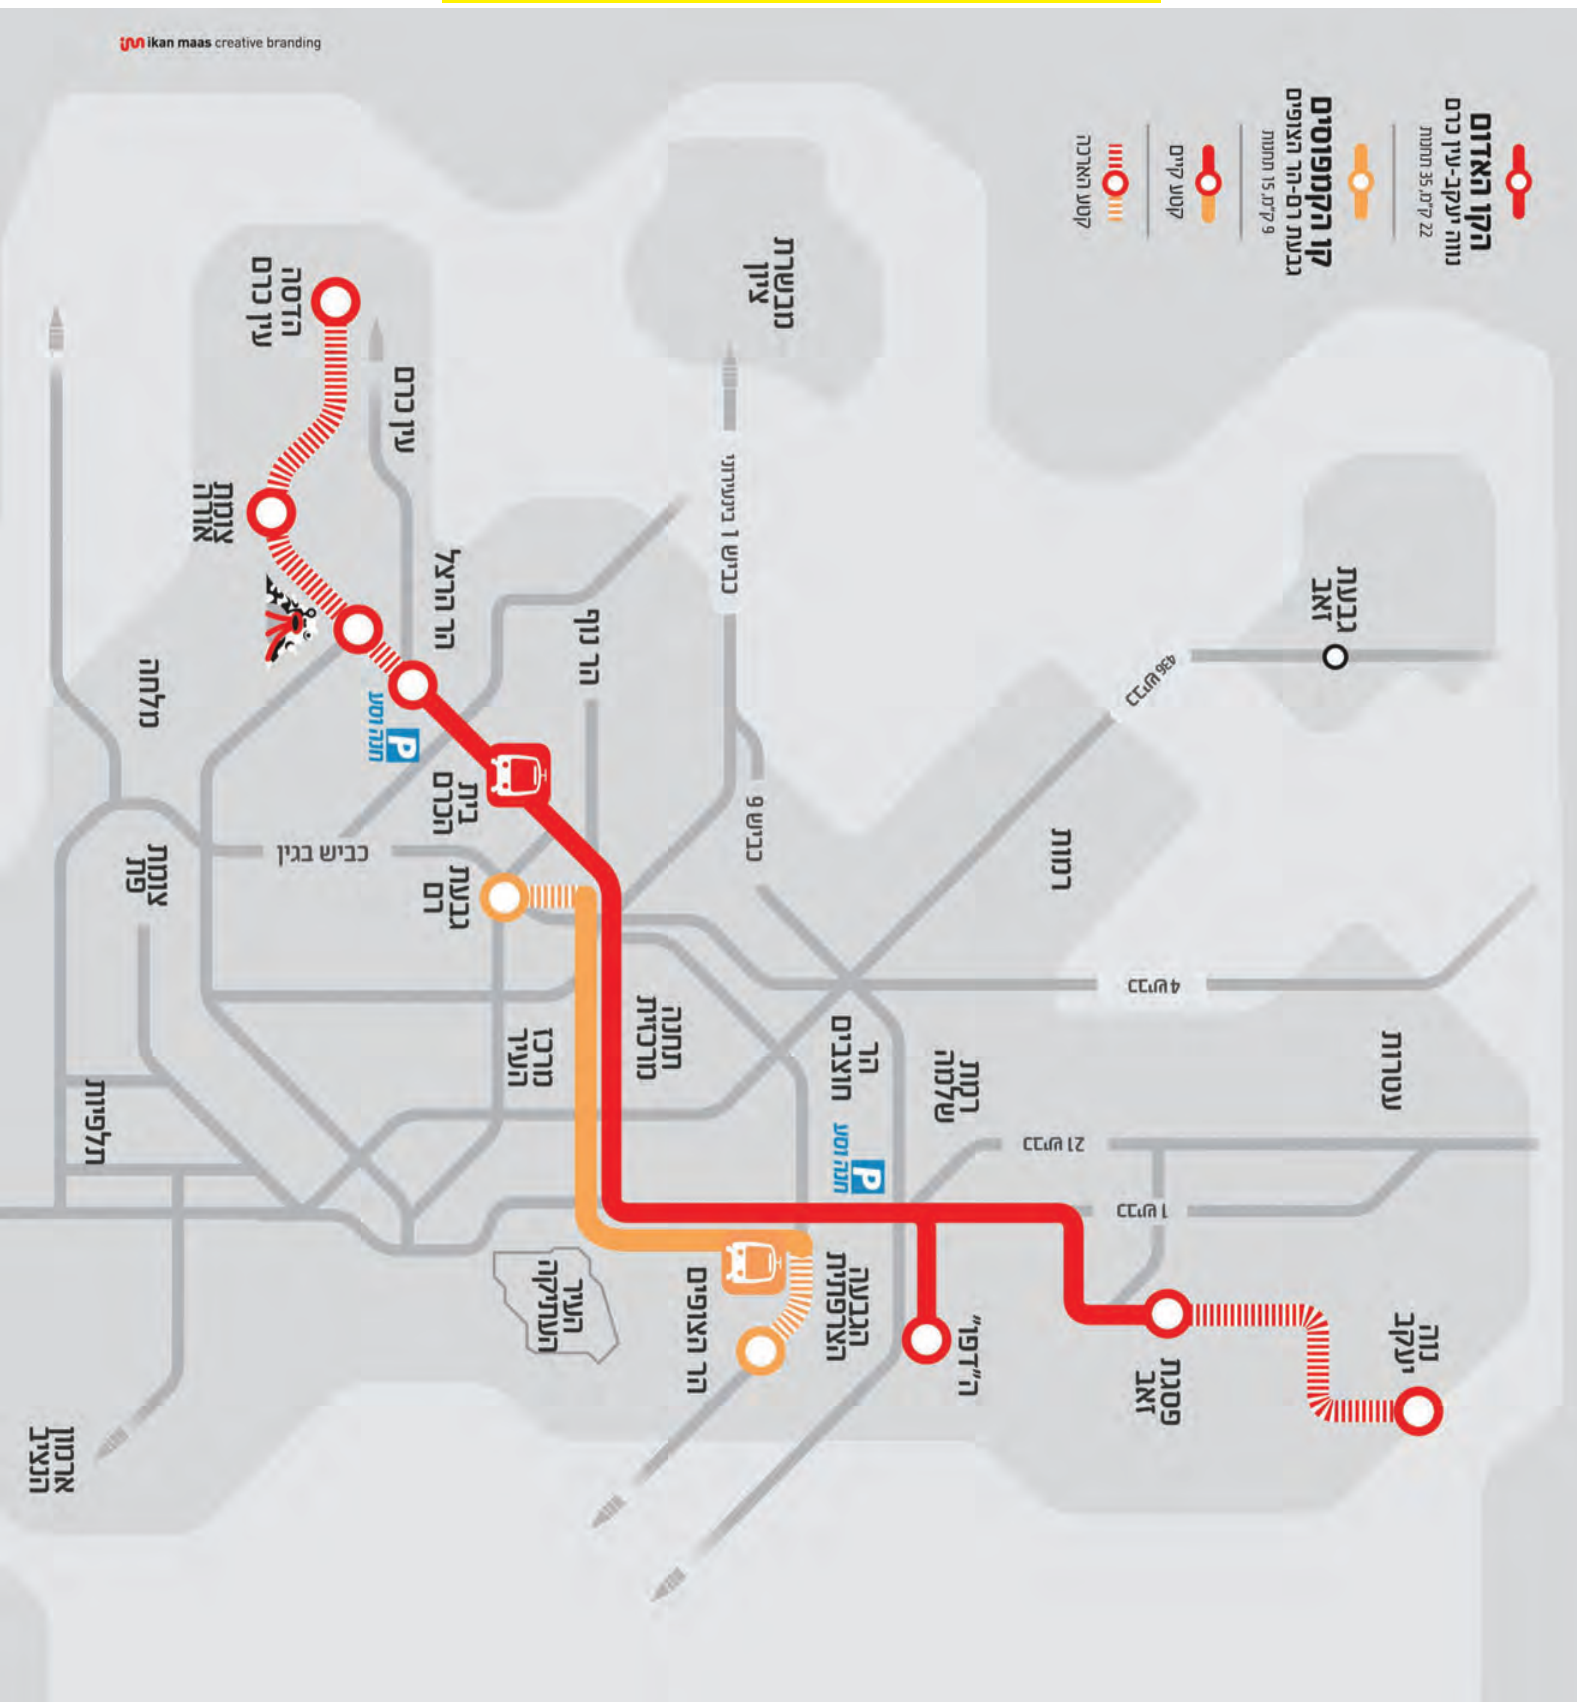 ikan maas creative branding
הקו האדום
נווה יעקב-עין כרם
22 ק"מ, 35 תחנות
קו הקמפוסים
גבעת רם-הר הצופים
9 ק"מ, 15 תחנות
קטע קיים
קטע הארכה
נווה
יעקב
פסגת
זאב
ה"דפו"
הגבעה
הצרפתית
הר הצופים
העיר
העתיקה
ארמון
הנציב
עטרות
כביש 1
כביש 21
רמת
שלמה
הר
חוצבים
חנה וסע
P
תחנה
מרכזית
מרכז
העיר
תלפיות
כביש 4
רמות
כביש 9
גבעת
רם
כביש בגין
צומת
פת
בית
הכרם
חנה וסע
P
מלחה
הר נוף
הר הרצל
גבעת
זאב
כביש 436
כביש 1 בינעירוני
צומת
אורה
עין כרם
הדסה
עין כרם
מבשרת
ציון